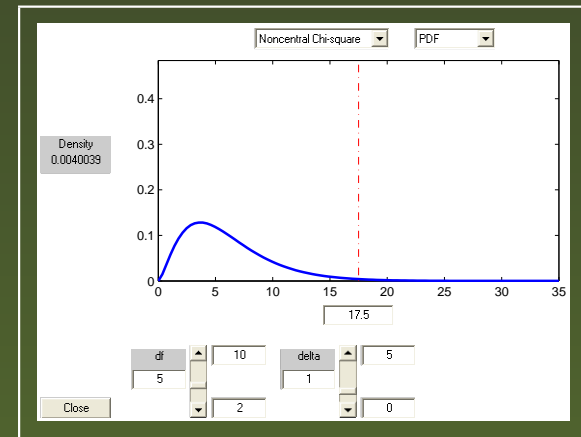 Noncentral Chi-square PDF
Density
0.0040039
0.4
0.3
0.2
0.1
0
0 5 10 15 20 25 30 35
17.5
df 10 delta 5
5 1
Close 2 0